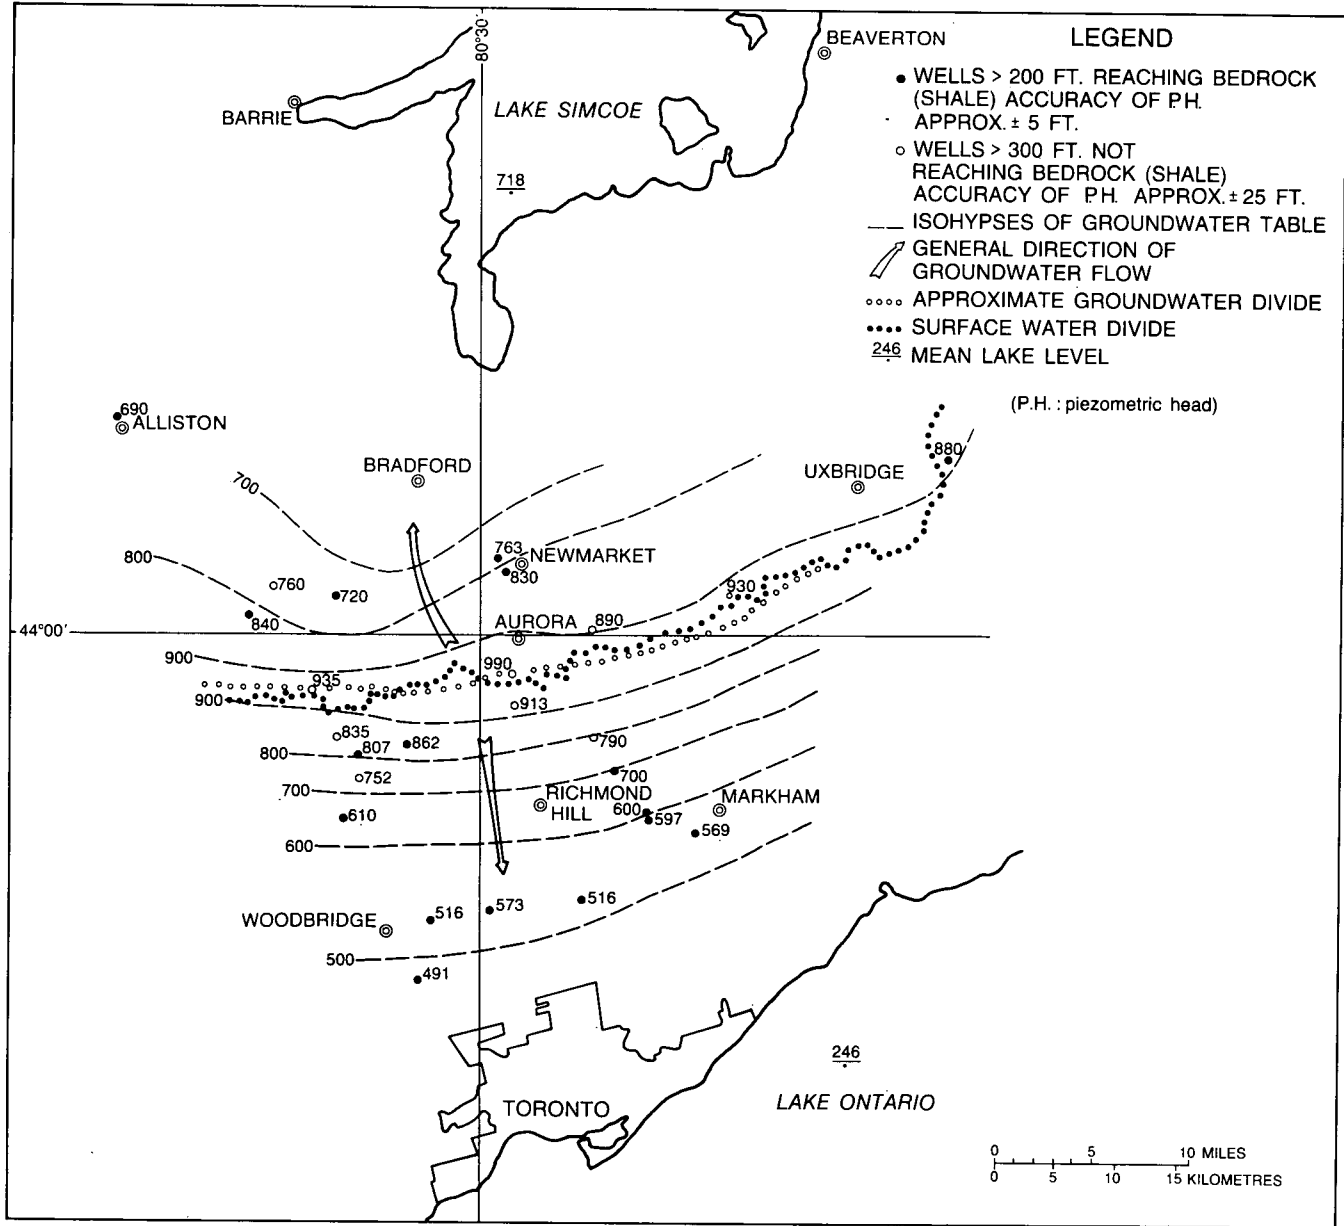 80°30'
BEAVERTON
LEGEND
WELLS > 200 FT. REACHING BEDROCK
(SHALE) ACCURACY OF P.H.
APPROX. ± 5 FT.
WELLS > 300 FT. NOT
REACHING BEDROCK (SHALE)
ACCURACY OF P.H. APPROX. ± 25 FT.
ISOHYPSES OF GROUNDWATER TABLE
GENERAL DIRECTION OF
GROUNDWATER FLOW
APPROXIMATE GROUNDWATER DIVIDE
SURFACE WATER DIVIDE
246 MEAN LAKE LEVEL
(P.H. : piezometric head)
BARRIE
LAKE SIMCOE
718
690
ALLISTON
BRADFORD
UXBRIDGE
880
700
800
760
720
840
763
NEWMARKET
830
930
44°00'
AURORA
890
900
990
935
900
913
835
807
862
790
800
752
700
700
RICHMOND
HILL
MARKHAM
610
600
597
569
600
WOODBRIDGE
516
573
516
500
491
246
LAKE ONTARIO
TORONTO
0 5 10 MILES
0 5 10 15 KILOMETRES